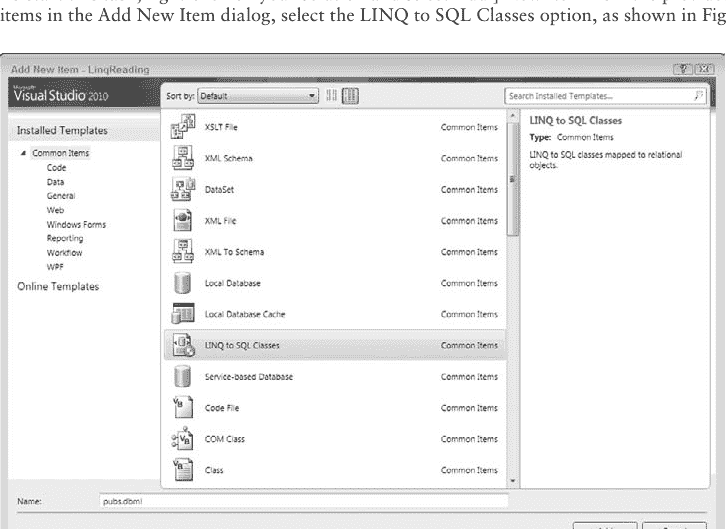 items in the Add New Item dialog, select the LINQ to SQL Classes option, as shown in Fig
Add New Item - LinqReading
Microsoft
Visual Studio 2010
Sort by: Default
Search Installed Templates...
Installed Templates
Common Items
Code
Data
General
Web
Windows Forms
Reporting
Workflow
WPF
Online Templates
XSLT File Common Items
XML Schema Common Items
DataSet Common Items
XML File Common Items
XML To Schema Common Items
Local Database Common Items
Local Database Cache Common Items
LINQ to SQL Classes Common Items
Service-based Database Common Items
Code File Common Items
COM Class Common Items
Class Common Items
LINQ to SQL Classes
Type: Common Items
LINQ to SQL classes mapped to relational
objects.
Name: pubs.dbml